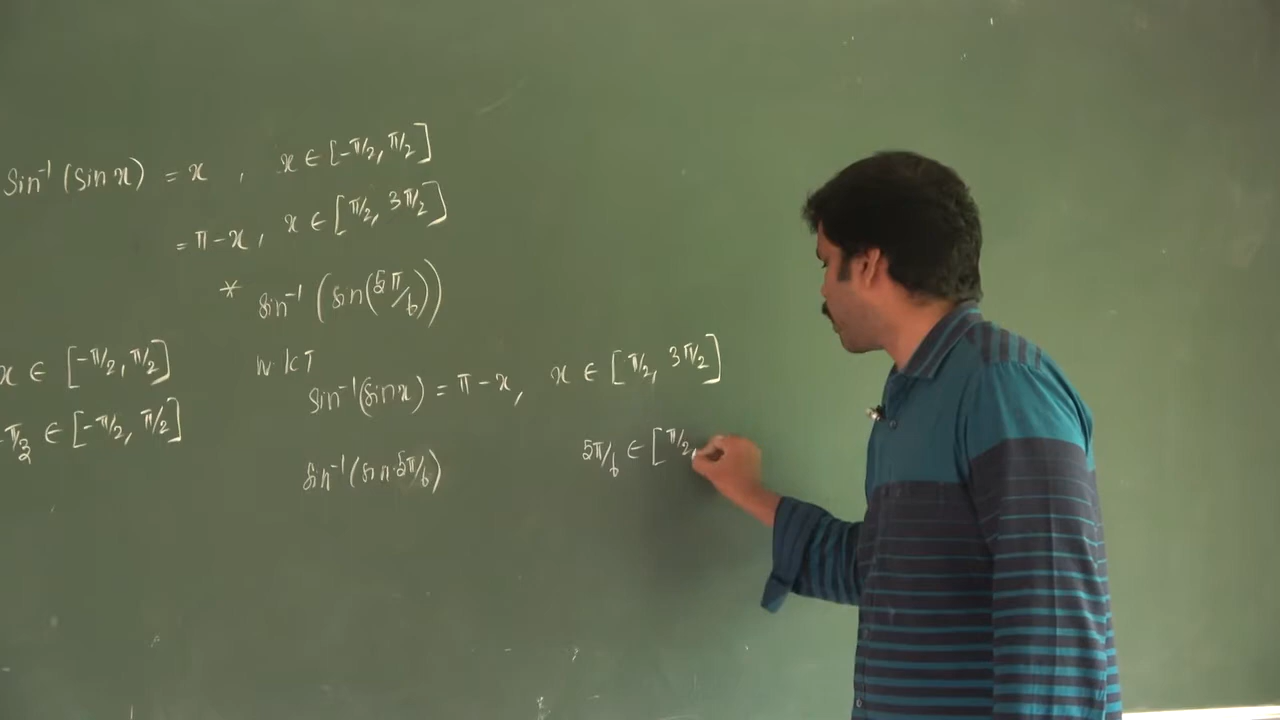 Sin⁻¹(Sin x) = x , x ∈ [-π/2, π/2]
= π - x , x ∈ [π/2, 3π/2]
* Sin⁻¹(Sin(5π/6))
x ∈ [-π/2, π/2]
w·k T
Sin⁻¹(Sin x) = π - x , x ∈ [π/2, 3π/2]
-π/3 ∈ [-π/2, π/2]
Sin⁻¹(Sin 5π/6) 5π/6 ∈ [π/2,